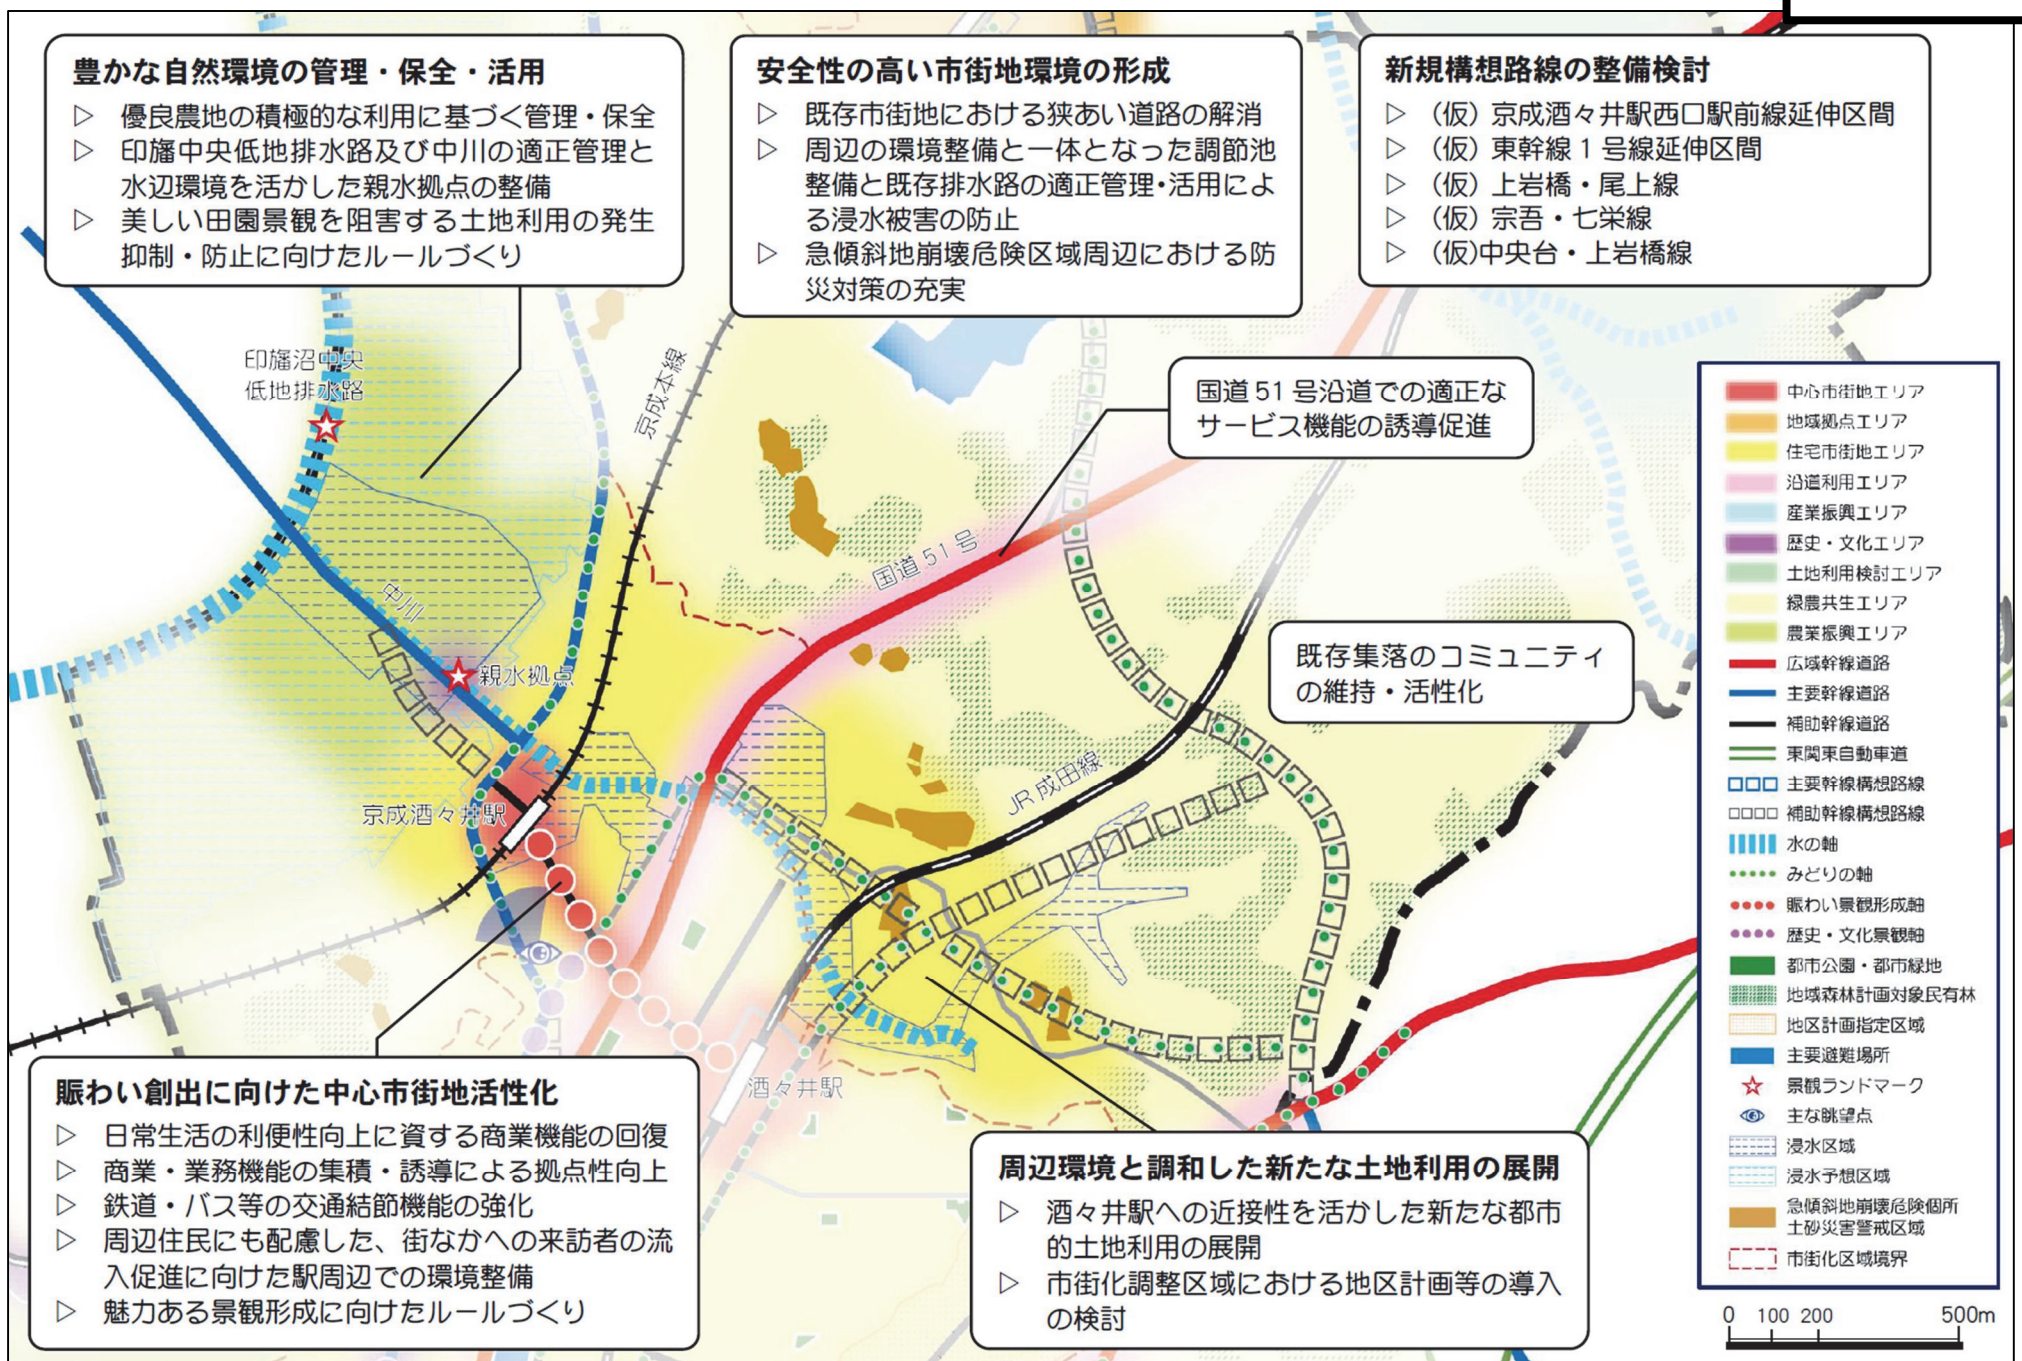 豊かな自然環境の管理・保全・活用
▷ 優良農地の積極的な利用に基づく管理・保全
▷ 印旛中央低地排水路及び中川の適正管理と
水辺環境を活かした親水拠点の整備
▷ 美しい田園景観を阻害する土地利用の発生
抑制・防止に向けたルールづくり
安全性の高い市街地環境の形成
▷ 既存市街地における狭あい道路の解消
▷ 周辺の環境整備と一体となった調節池
整備と既存排水路の適正管理・活用によ
る浸水被害の防止
▷ 急傾斜地崩壊危険区域周辺における防
災対策の充実
新規構想路線の整備検討
▷ (仮) 京成酒々井駅西口駅前線延伸区間
▷ (仮) 東幹線1号線延伸区間
▷ (仮) 上岩橋・尾上線
▷ (仮) 宗吾・七栄線
▷ (仮)中央台・上岩橋線
印旛沼中央
低地排水路
京成本線
国道51号沿道での適正な
サービス機能の誘導促進
国道51号
中川
親水拠点
既存集落のコミュニティ
の維持・活性化
JR成田線
京成酒々井駅
酒々井駅
賑わい創出に向けた中心市街地活性化
▷ 日常生活の利便性向上に資する商業機能の回復
▷ 商業・業務機能の集積・誘導による拠点性向上
▷ 鉄道・バス等の交通結節機能の強化
▷ 周辺住民にも配慮した、街なかへの来訪者の流
入促進に向けた駅周辺での環境整備
▷ 魅力ある景観形成に向けたルールづくり
周辺環境と調和した新たな土地利用の展開
▷ 酒々井駅への近接性を活かした新たな都市
的土地利用の展開
▷ 市街化調整区域における地区計画等の導入
の検討
中心市街地エリア
地域拠点エリア
住宅市街地エリア
沿道利用エリア
産業振興エリア
歴史・文化エリア
土地利用検討エリア
緑農共生エリア
農業振興エリア
広域幹線道路
主要幹線道路
補助幹線道路
東関東自動車道
主要幹線構想路線
補助幹線構想路線
水の軸
みどりの軸
賑わい景観形成軸
歴史・文化景観軸
都市公園・都市緑地
地域森林計画対象民有林
地区計画指定区域
主要避難場所
景観ランドマーク
主な眺望点
浸水区域
浸水予想区域
急傾斜地崩壊危険個所
土砂災害警戒区域
市街化区域境界
0 100 200 500m